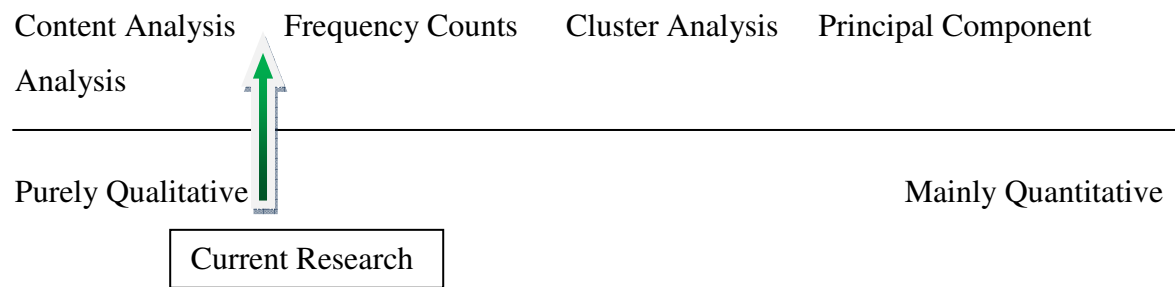 Content Analysis Frequency Counts Cluster Analysis Principal Component
Analysis
Purely Qualitative Mainly Quantitative
Current Research